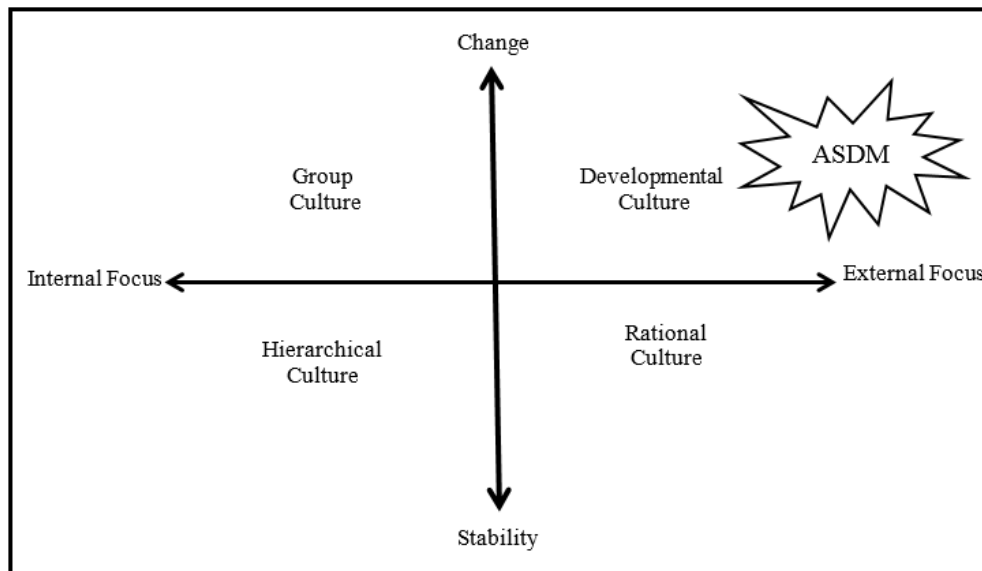 Change
Group
Culture
Developmental
Culture
ASDM
Internal Focus
External Focus
Hierarchical
Culture
Rational
Culture
Stability